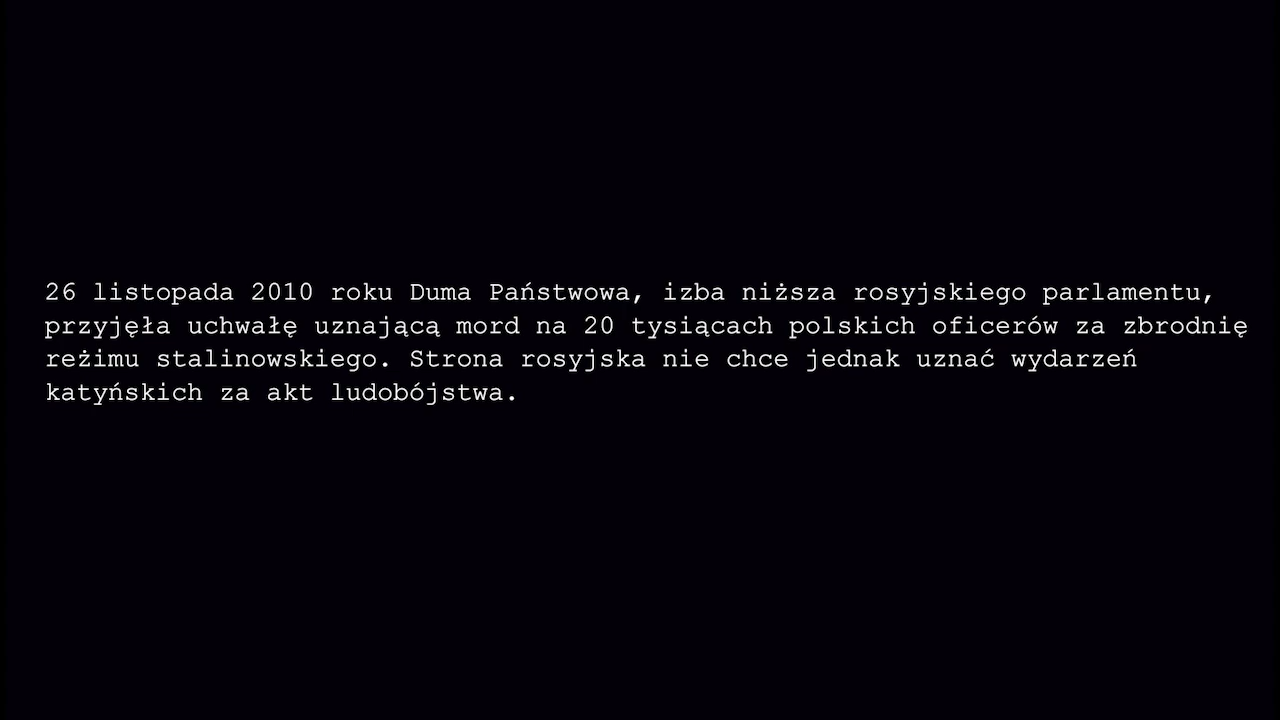 26 listopada 2010 roku Duma Państwowa, izba niższa rosyjskiego parlamentu,
przyjęła uchwałę uznającą mord na 20 tysiącach polskich oficerów za zbrodnię
reżimu stalinowskiego. Strona rosyjska nie chce jednak uznać wydarzeń
katyńskich za akt ludobójstwa.